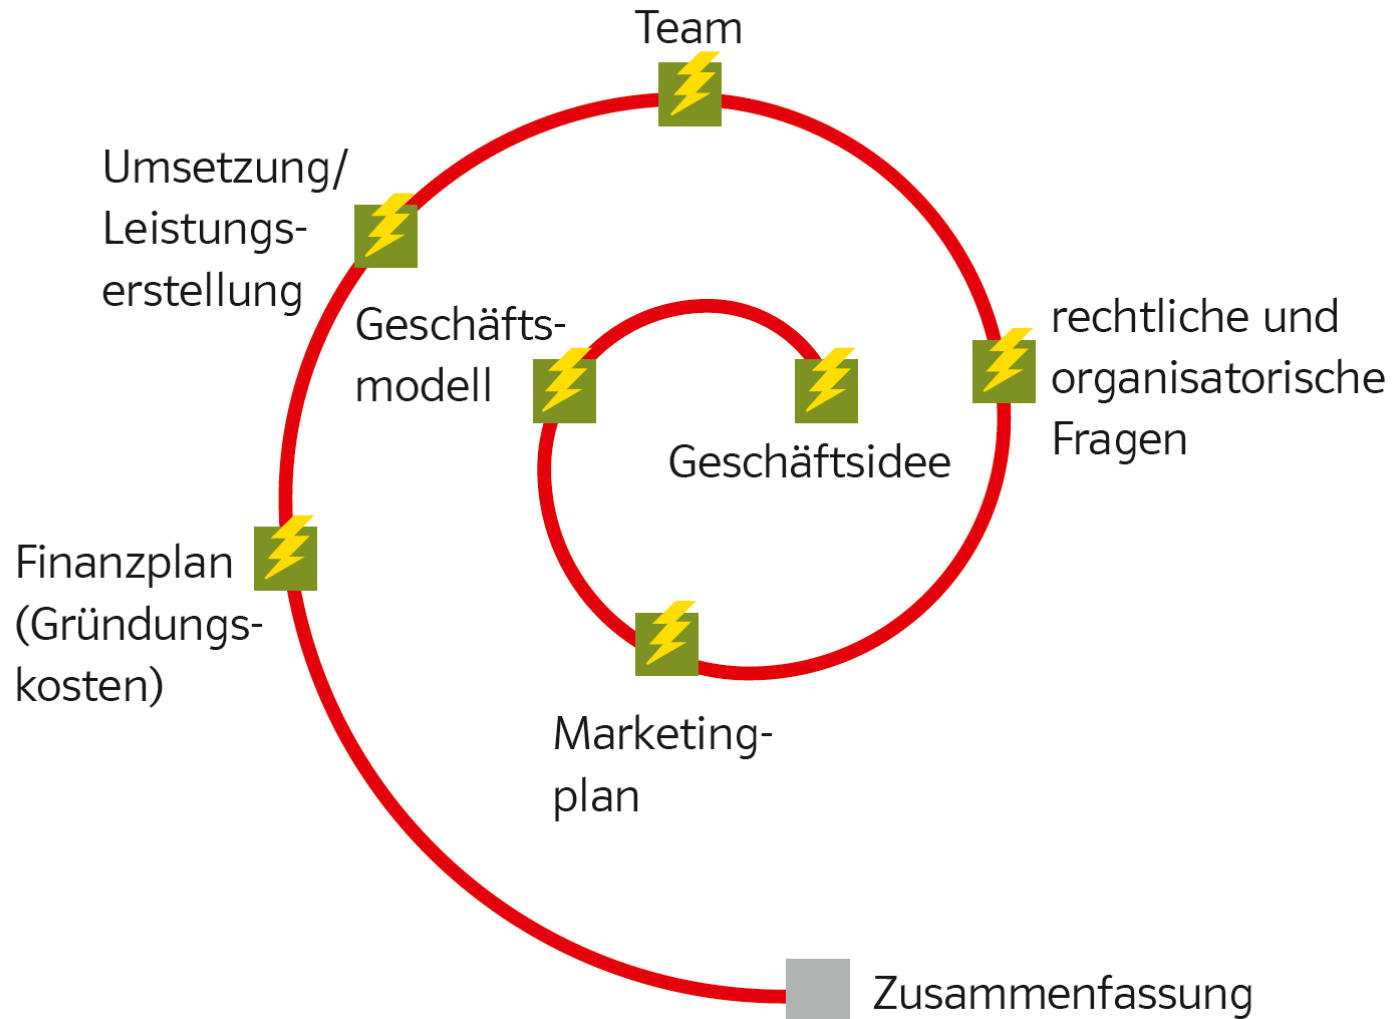 Team
Umsetzung/
Leistungs-
erstellung
Geschäfts-
modell
rechtliche und
organisatorische
Fragen
Geschäftsidee
Finanzplan
(Gründungs-
kosten)
Marketing-
plan
Zusammenfassung